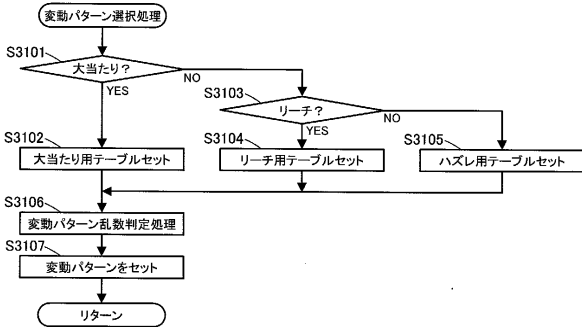 変動パターン選択処理
S3101
大当たり?
NO
YES
S3103
リーチ?
NO
YES
S3102
大当たり用テーブルセット
S3104
リーチ用テーブルセット
S3105
ハズレ用テーブルセット
S3106
変動パターン乱数判定処理
S3107
変動パターンをセット
リターン